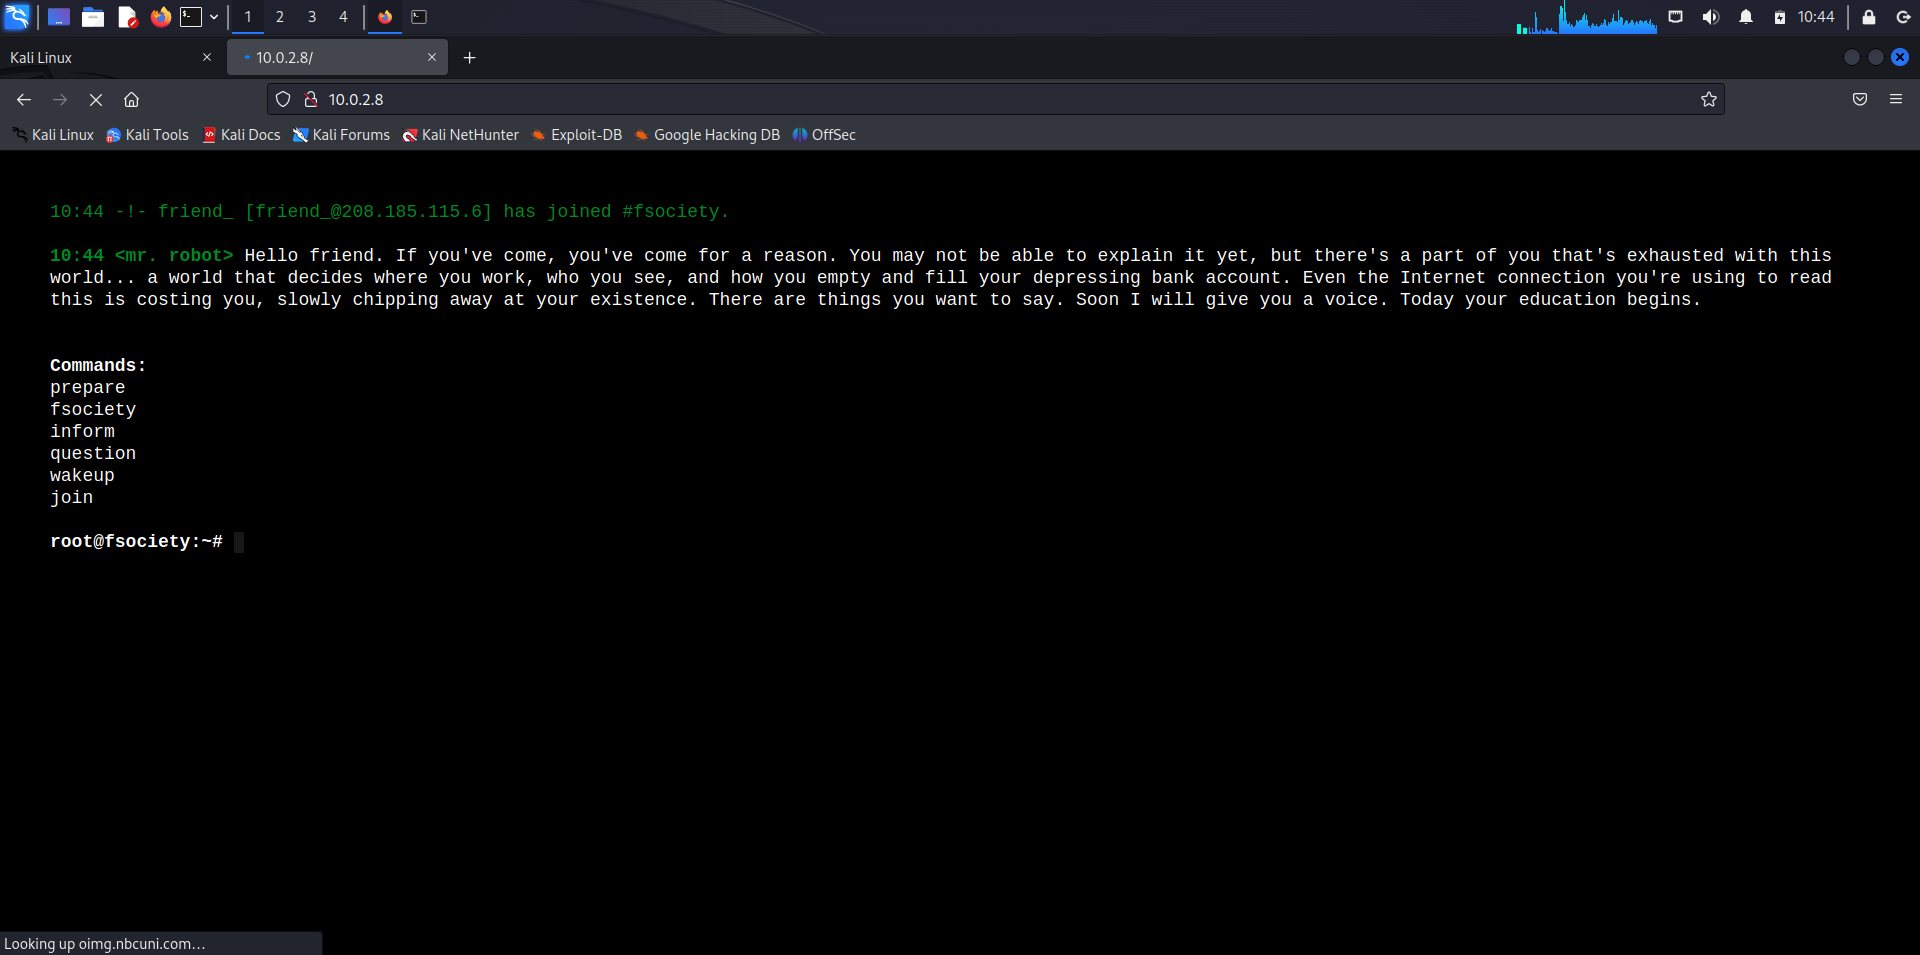 1 2 3 4 10:44
Kali Linux 10.0.2.8/
10.0.2.8
Kali Linux Kali Tools Kali Docs Kali Forums Kali NetHunter Exploit-DB Google Hacking DB OffSec
10:44 -!- friend_ [friend_@208.185.115.6] has joined #fsociety.
10:44 <mr. robot> Hello friend. If you've come, you've come for a reason. You may not be able to explain it yet, but there's a part of you that's exhausted with this
world... a world that decides where you work, who you see, and how you empty and fill your depressing bank account. Even the Internet connection you're using to read
this is costing you, slowly chipping away at your existence. There are things you want to say. Soon I will give you a voice. Today your education begins.
Commands:
prepare
fsociety
inform
question
wakeup
join
root@fsociety:~#
Looking up oimg.nbcuni.com...